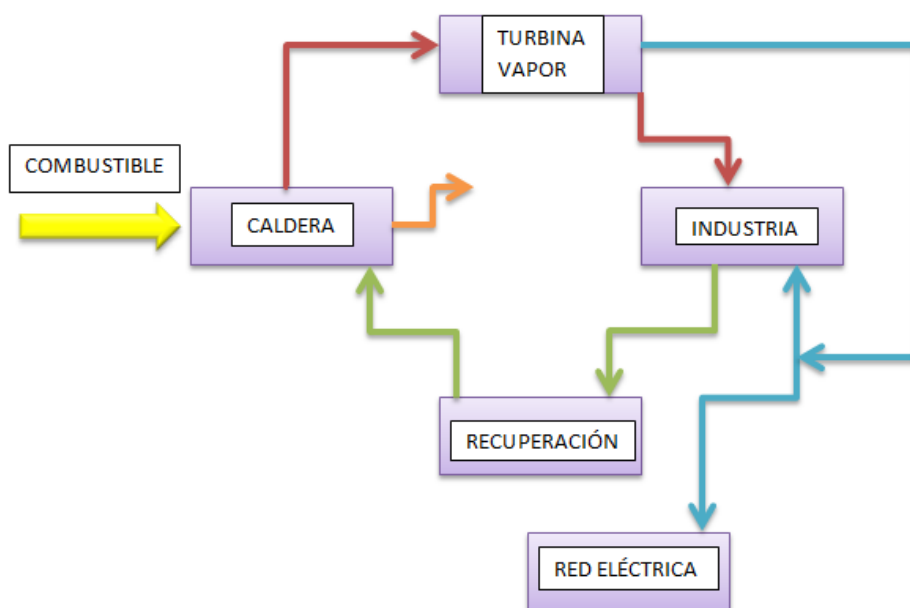 TURBINA
VAPOR
COMBUSTIBLE
CALDERA
INDUSTRIA
RECUPERACIÓN
RED ELÉCTRICA